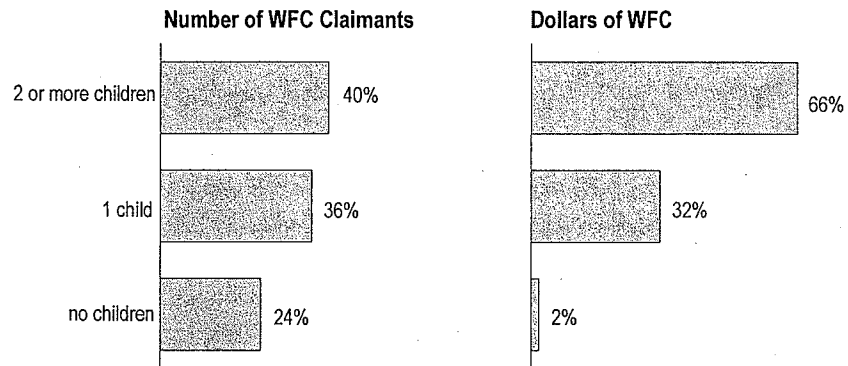 Number of WFC Claimants
2 or more children 40%
1 child 36%
no children 24%
Dollars of WFC
66%
32%
2%